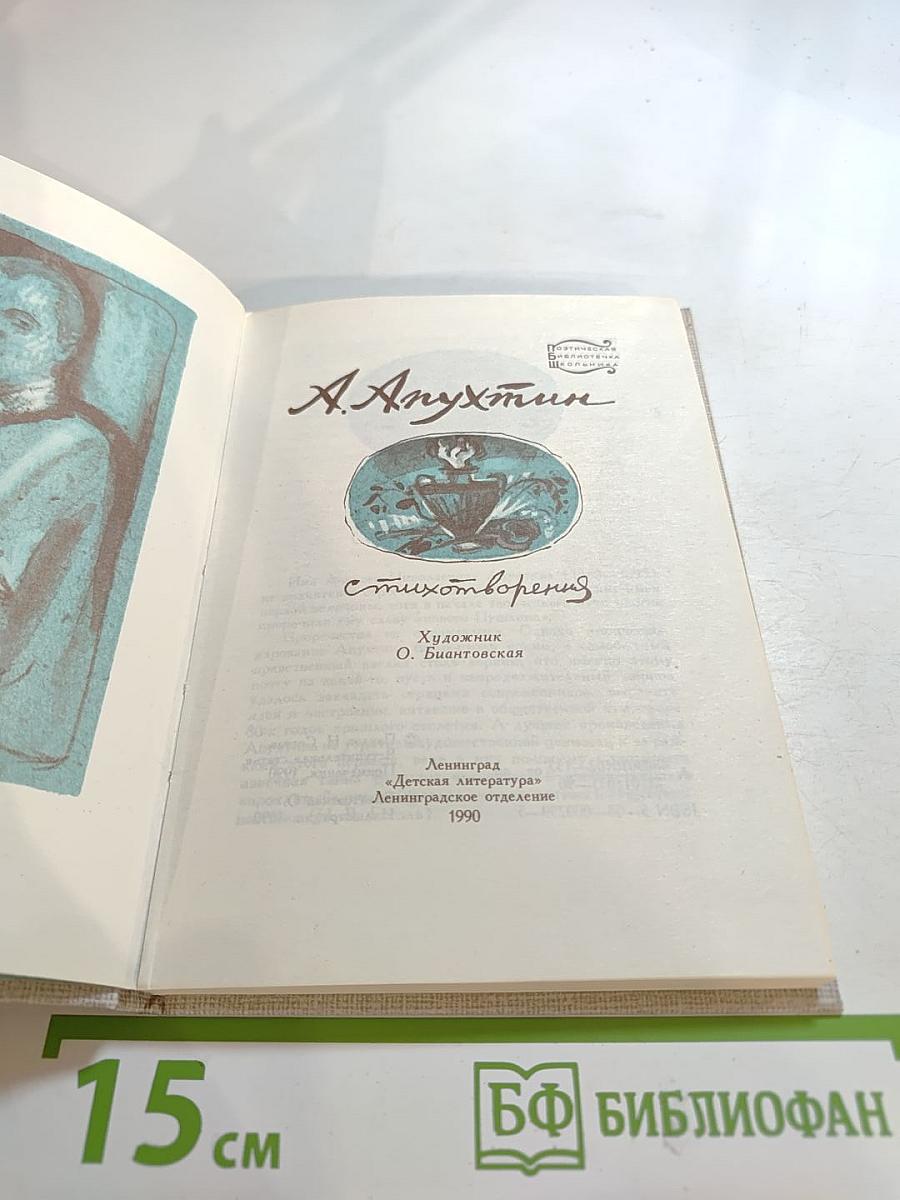 Поэтическая
Библиотечка
Школьника
А. Апухтин
стихотворения
Художник
О. Биантовская
Ленинград
«Детская литература»
Ленинградское отделение
1990
15 см
БФ БИБЛИОФАН